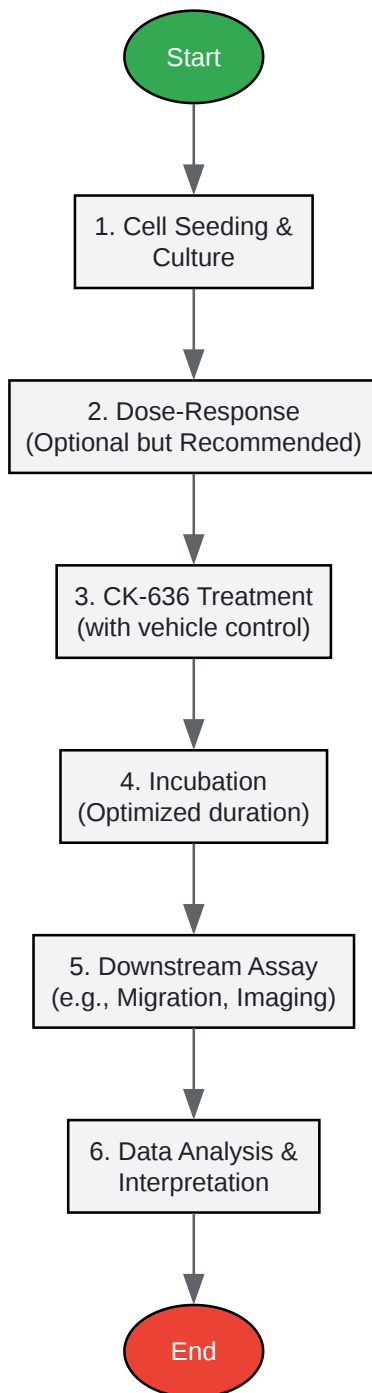 Start
1. Cell Seeding &
Culture
2. Dose-Response
(Optional but Recommended)
3. CK-636 Treatment
(with vehicle control)
4. Incubation
(Optimized duration)
5. Downstream Assay
(e.g., Migration, Imaging)
6. Data Analysis &
Interpretation
End